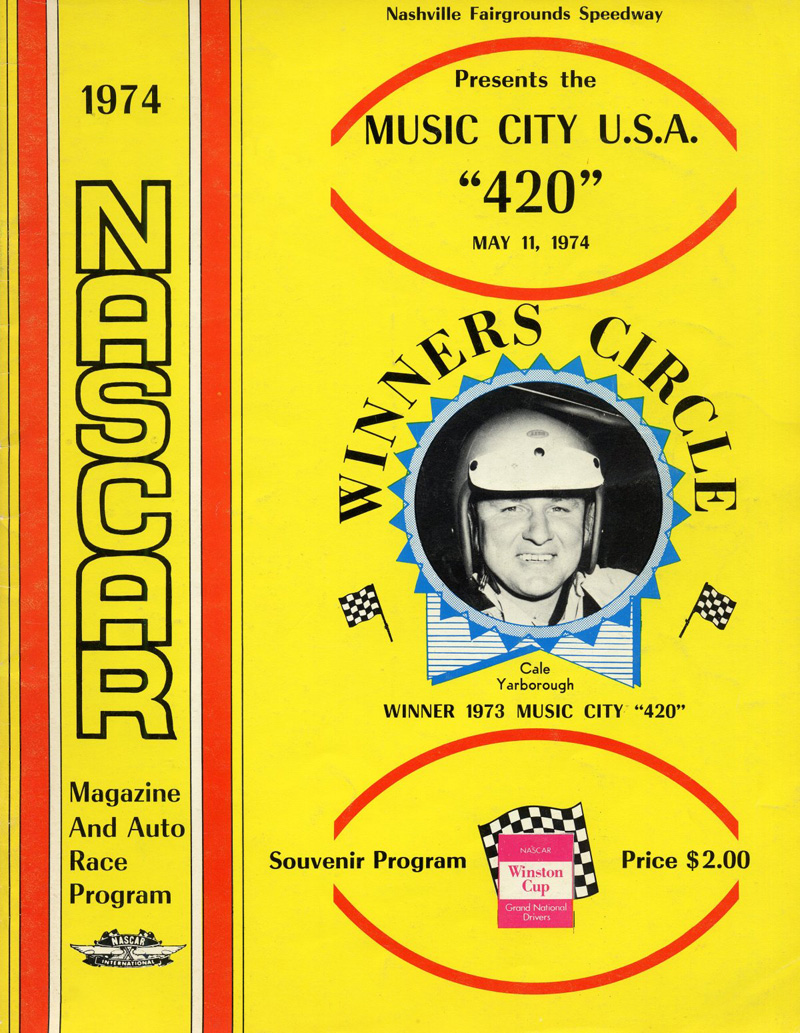 Nashville Fairgrounds Speedway
Presents the
MUSIC CITY U.S.A.
“420”
MAY 11, 1974
1974
NASCAR
Magazine
And Auto
Race
Program
NASCAR
INTERNATIONAL
WINNERS CIRCLE
Cale
Yarborough
WINNER 1973 MUSIC CITY “420”
Souvenir Program
NASCAR
Winston
Cup
Grand National
Drivers
Price $2.00